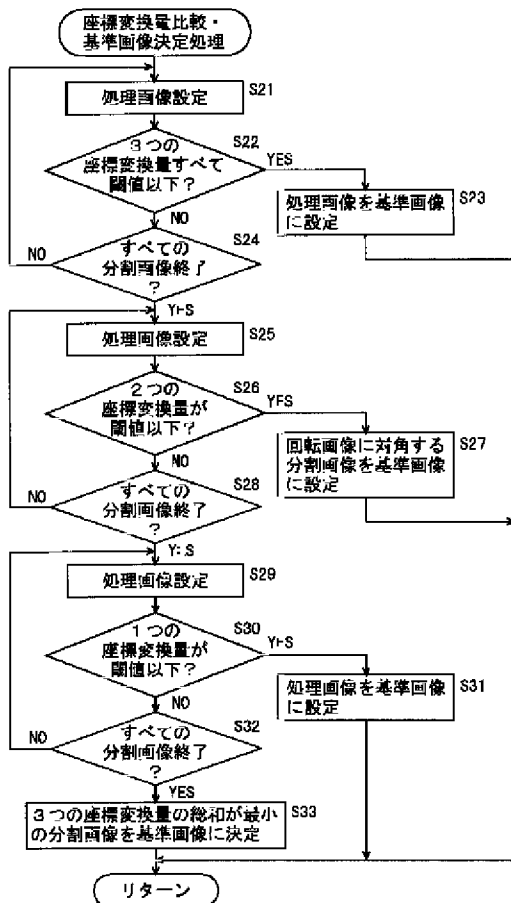 座標変換量比較・
基準画像決定処理
処理画像設定
S21
3つの
座標変換量すべて
閾値以下?
S22
YES
処理画像を基準画像
に設定
S23
NO
すべての
分割画像終了
?
S24
NO
YES
処理画像設定
S25
2つの
座標変換量が
閾値以下?
S26
YES
回転画像に対角する
分割画像を基準画像
に設定
S27
NO
すべての
分割画像終了
?
S28
NO
YES
処理画像設定
S29
1つの
座標変換量が
閾値以下?
S30
YES
処理画像を基準画像
に設定
S31
NO
すべての
分割画像終了
?
S32
NO
YES
3つの座標変換量の総和が最小
の分割画像を基準画像に決定
S33
リターン